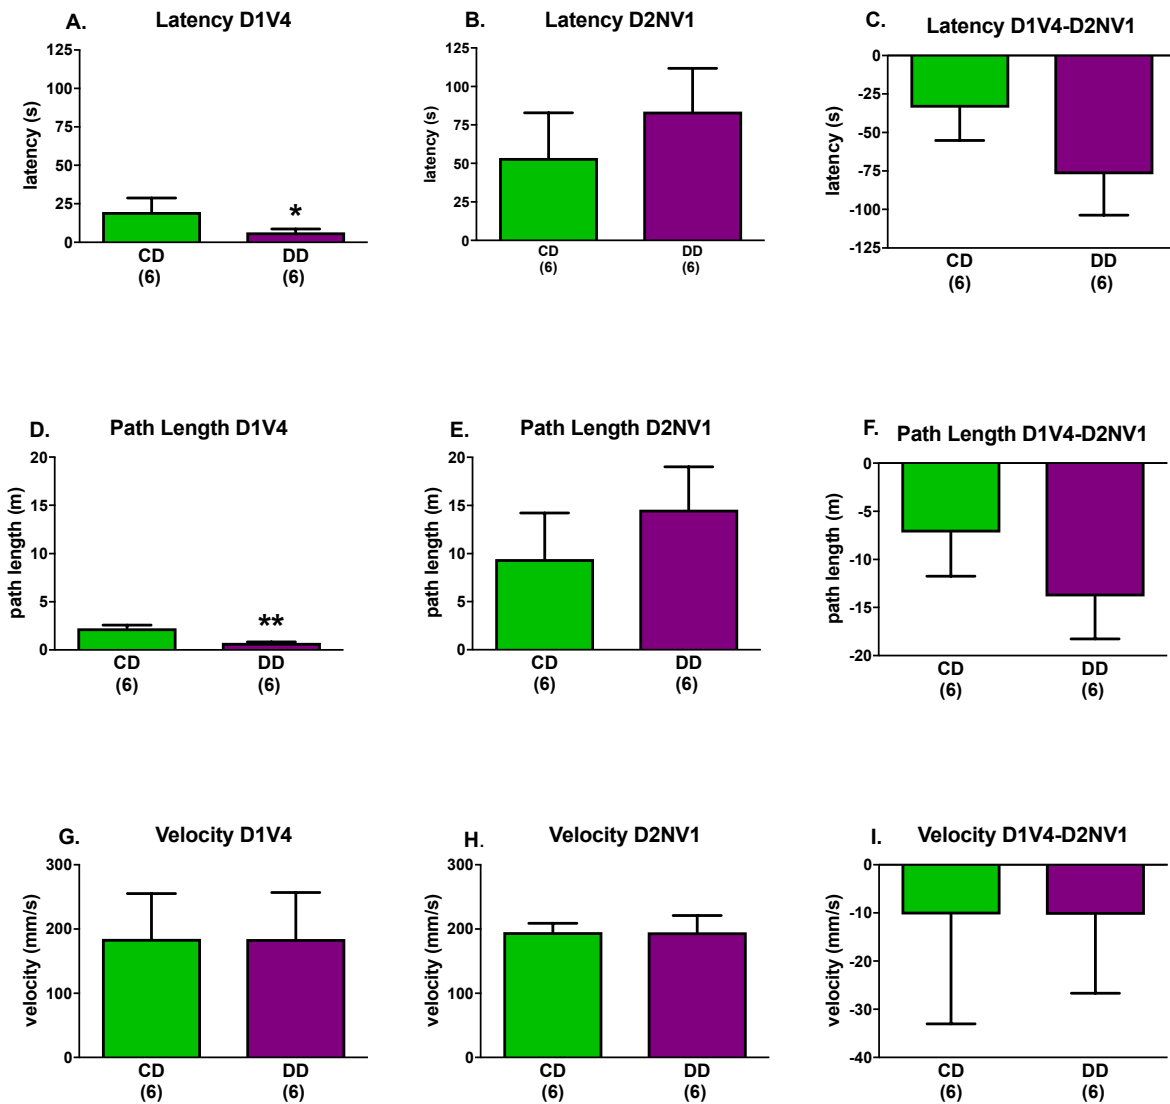 A. Latency D1V4
latency (s)
125
100
75
50
25
0
*
CD DD
(6) (6)
B. Latency D2NV1
latency (s)
125
100
75
50
25
0
CD DD
(6) (6)
C. Latency D1V4-D2NV1
latency (s)
0
-25
-50
-75
-100
-125
CD DD
(6) (6)
D. Path Length D1V4
path length (m)
20
15
10
5
0
**
CD DD
(6) (6)
E. Path Length D2NV1
path length (m)
20
15
10
5
0
CD DD
(6) (6)
F. Path Length D1V4-D2NV1
path length (m)
0
-5
-10
-15
-20
CD DD
(6) (6)
G. Velocity D1V4
velocity (mm/s)
300
200
100
0
CD DD
(6) (6)
H. Velocity D2NV1
velocity (mm/s)
300
200
100
0
CD DD
(6) (6)
I. Velocity D1V4-D2NV1
velocity (mm/s)
0
-10
-20
-30
-40
CD DD
(6) (6)